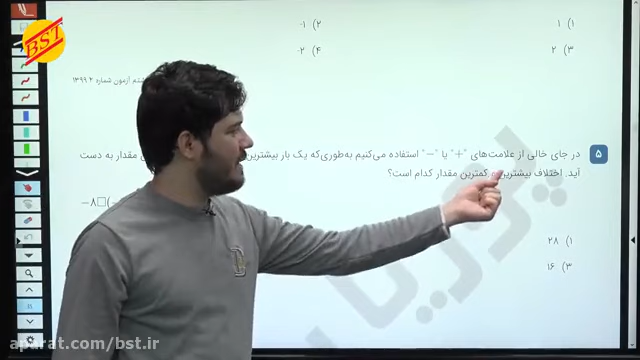 BST
۱) ۱
۲) ۱-
۳) ۲
۴) ۲-
آزمون شماره ۲ ۱۳۹۹
۵
در جای خالی از علامت‌های "+" یا "−" استفاده می‌کنیم به‌طوری‌که یک بار بیشترین مقدار به دست
آید. اختلاف بیشترین و کمترین مقدار کدام است؟
−۸□(−
۱) ۲۸
۳) ۱۶
aparat.com/bst.ir